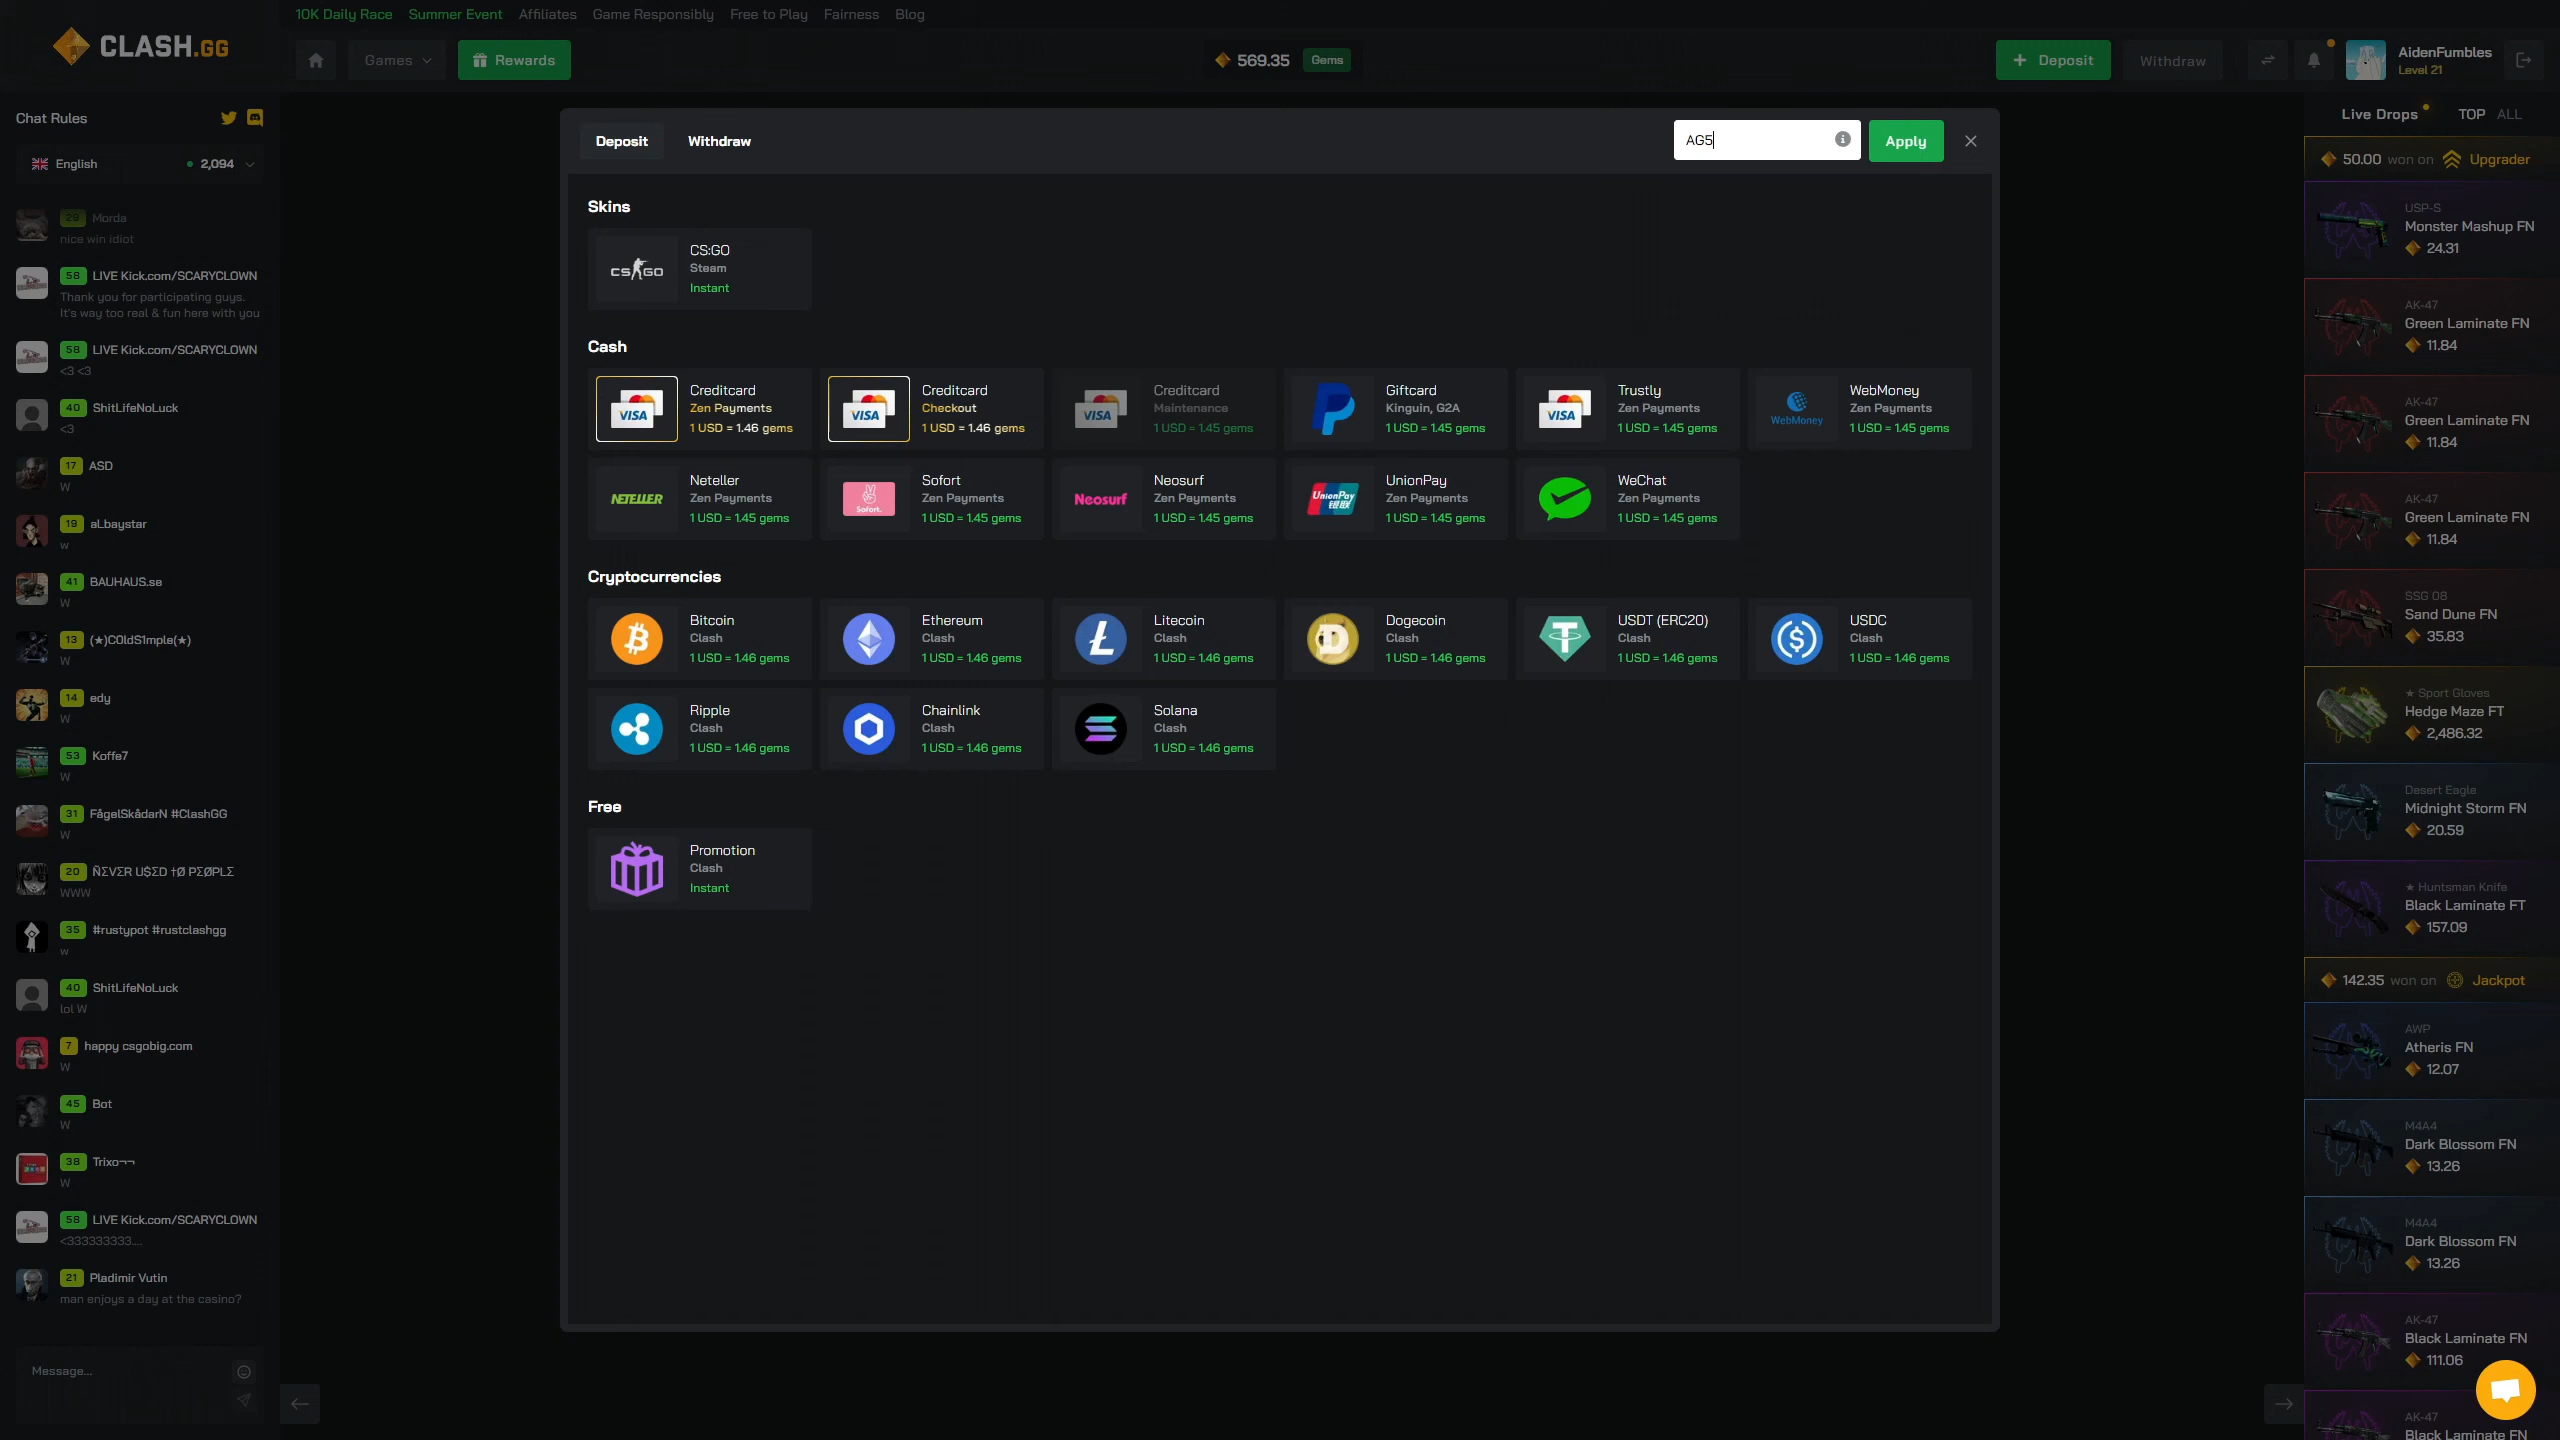 10K Daily Race Summer Event Affiliates Game Responsibly Free to Play Fairness Blog
CLASH.GG
Games
Rewards
569.35 Gems
Deposit
Withdraw
AidenFumbles
Level 21
Chat Rules
English
2,094
28 Morda
nice win idiot
58 LIVE Kick.com/SCARYCLOWN
Thank you for participating guys.
It's way too real & fun here with you
58 LIVE Kick.com/SCARYCLOWN
<3 <3
40 ShitLifeNoLuck
<3
17 ASD
W
19 aLbaystar
w
41 BAUHAUS.se
W
13 (★)C0ldS1mple(★)
W
14 edy
W
53 Koffe7
W
31 FågelSkådarN #ClashGG
W
20 ÑΣVΣR U$ΣD †Ø PΣØPLΣ
WWW
35 #rustypot #rustclashgg
w
40 ShitLifeNoLuck
lol W
7 happy csgobig.com
W
45 Bot
W
38 Trixo¬¬
W
58 LIVE Kick.com/SCARYCLOWN
<333333333....
21 Pladimir Vutin
man enjoys a day at the casino?
Message...
Deposit
Withdraw
AG5
Apply
Skins
CS:GO
CS:GO
Steam
Instant
Cash
VISA
Creditcard
Zen Payments
1 USD = 1.46 gems
VISA
Creditcard
Checkout
1 USD = 1.46 gems
VISA
Creditcard
Maintenance
1 USD = 1.45 gems
Giftcard
Kinguin, G2A
1 USD = 1.45 gems
VISA
Trustly
Zen Payments
1 USD = 1.45 gems
WebMoney
WebMoney
Zen Payments
1 USD = 1.45 gems
NETELLER
Neteller
Zen Payments
1 USD = 1.45 gems
Sofort.
Sofort
Zen Payments
1 USD = 1.45 gems
Neosurf
Neosurf
Zen Payments
1 USD = 1.45 gems
UnionPay
银联
UnionPay
Zen Payments
1 USD = 1.45 gems
WeChat
Zen Payments
1 USD = 1.45 gems
Cryptocurrencies
Bitcoin
Clash
1 USD = 1.46 gems
Ethereum
Clash
1 USD = 1.46 gems
Litecoin
Clash
1 USD = 1.46 gems
Dogecoin
Clash
1 USD = 1.46 gems
USDT (ERC20)
Clash
1 USD = 1.46 gems
USDC
Clash
1 USD = 1.46 gems
Ripple
Clash
1 USD = 1.46 gems
Chainlink
Clash
1 USD = 1.46 gems
Solana
Clash
1 USD = 1.46 gems
Free
Promotion
Clash
Instant
Live Drops TOP ALL
50.00 won on Upgrader
USP-S
Monster Mashup FN
24.31
AK-47
Green Laminate FN
11.84
AK-47
Green Laminate FN
11.84
AK-47
Green Laminate FN
11.84
SSG 08
Sand Dune FN
35.83
★ Sport Gloves
Hedge Maze FT
2,486.32
Desert Eagle
Midnight Storm FN
20.59
★ Huntsman Knife
Black Laminate FT
157.09
142.35 won on Jackpot
AWP
Atheris FN
12.07
M4A4
Dark Blossom FN
13.26
M4A4
Dark Blossom FN
13.26
AK-47
Black Laminate FN
111.06
AK-47
Black Laminate FN